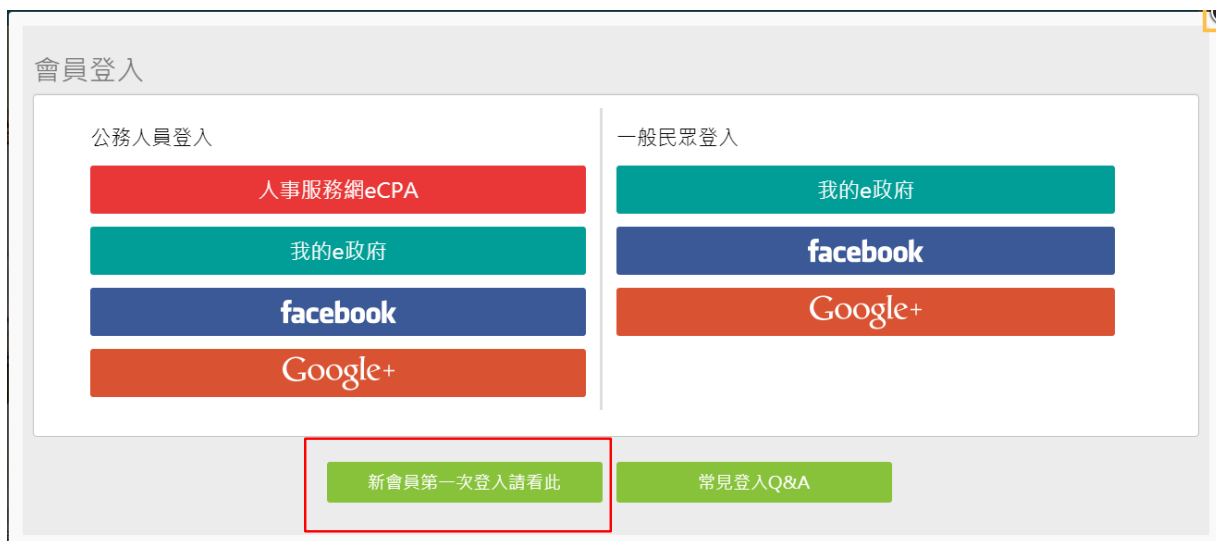 會員登入
公務人員登入
人事服務網eCPA
我的e政府
facebook
Google+
一般民眾登入
我的e政府
facebook
Google+
新會員第一次登入請看此
常見登入Q&A